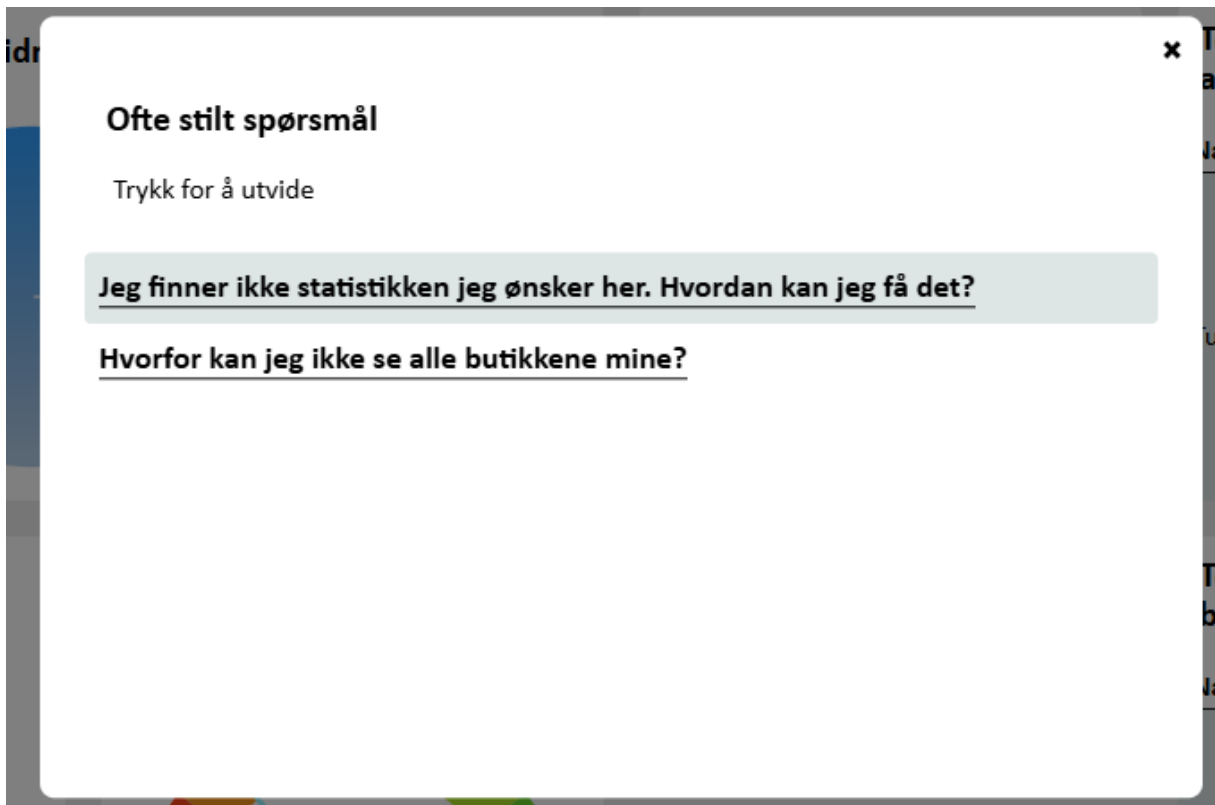 idr
Ofte stilt spørsmål
Trykk for å utvide
Jeg finner ikke statistikken jeg ønsker her. Hvordan kan jeg få det?
Hvorfor kan jeg ikke se alle butikkene mine?